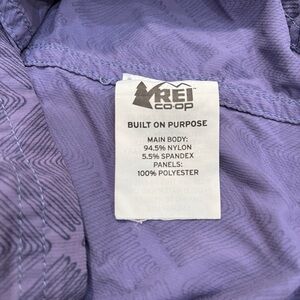 REI
CO·OP
BUILT ON PURPOSE
MAIN BODY:
94.5% NYLON
5.5% SPANDEX
PANELS:
100% POLYESTER